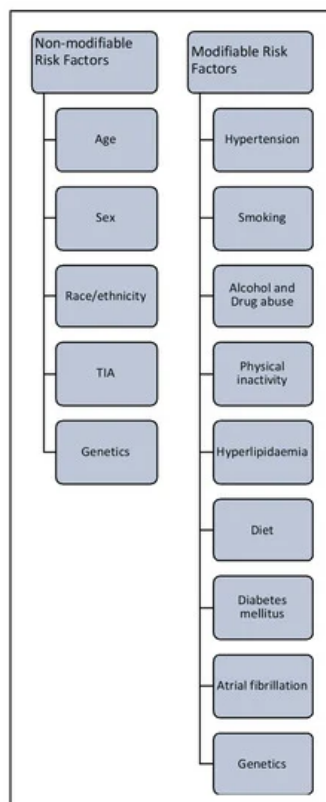 Non-modifiable
Risk Factors
Age
Sex
Race/ethnicity
TIA
Genetics
Modifiable Risk
Factors
Hypertension
Smoking
Alcohol and
Drug abuse
Physical
inactivity
Hyperlipidaemia
Diet
Diabetes
mellitus
Atrial fibrillation
Genetics